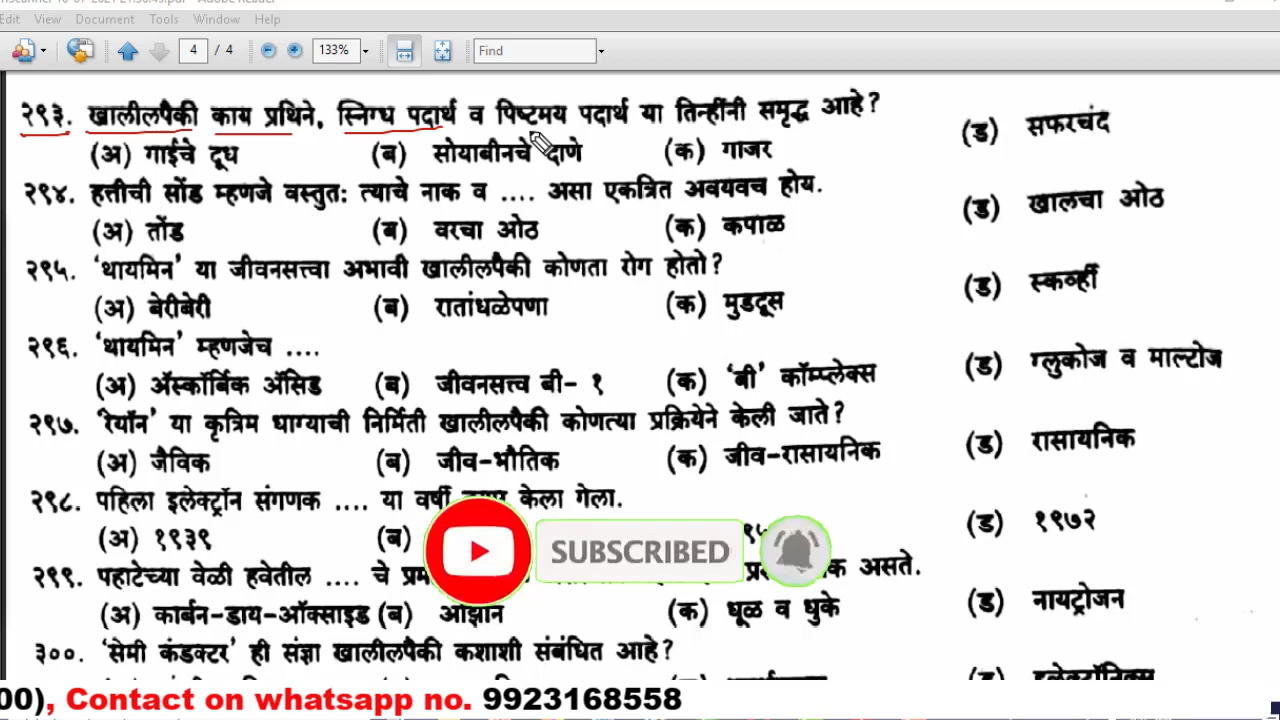 Edit View Document Tools Window Help
4 / 4 133% Find
२९३. खालीलपैकी काय प्रथिने, स्निग्ध पदार्थ व पिष्टमय पदार्थ या तिन्हींनी समृद्ध आहे?
(अ) गाईचे दूध (ब) सोयाबीनचे दाणे (क) गाजर (ड) सफरचंद
२९४. हत्तीची सोंड म्हणजे वस्तुतः त्याचे नाक व .... असा एकत्रित अवयवच होय.
(अ) तोंड (ब) वरचा ओठ (क) कपाळ (ड) खालचा ओठ
२९५. 'थायमिन' या जीवनसत्त्वा अभावी खालीलपैकी कोणता रोग होतो?
(अ) बेरीबेरी (ब) रातांधळेपणा (क) मुडदूस (ड) स्कर्व्ही
२९६. 'थायमिन' म्हणजेच ....
(अ) ॲस्कॉर्बिक ॲसिड (ब) जीवनसत्त्व बी- १ (क) 'बी' कॉम्प्लेक्स (ड) ग्लुकोज व माल्टोज
२९७. 'रेयॉन' या कृत्रिम धाग्याची निर्मिती खालीलपैकी कोणत्या प्रक्रियेने केली जाते?
(अ) जैविक (ब) जीव-भौतिक (क) जीव-रासायनिक (ड) रासायनिक
२९८. पहिला इलेक्ट्रॉन संगणक .... या वर्षी केला गेला.
(अ) १९३९ (ब) (ड) १९७२
SUBSCRIBED
२९९. पहाटेच्या वेळी हवेतील .... चे असते.
(अ) कार्बन-डाय-ऑक्साइड (ब) ओझोन (क) धूळ व धुके (ड) नायट्रोजन
३००. 'सेमी कंडक्टर' ही संज्ञा खालीलपैकी कशाशी संबंधित आहे?
(ड) इलेक्ट्रॉनिक्स
00), Contact on whatsapp no. 9923168558